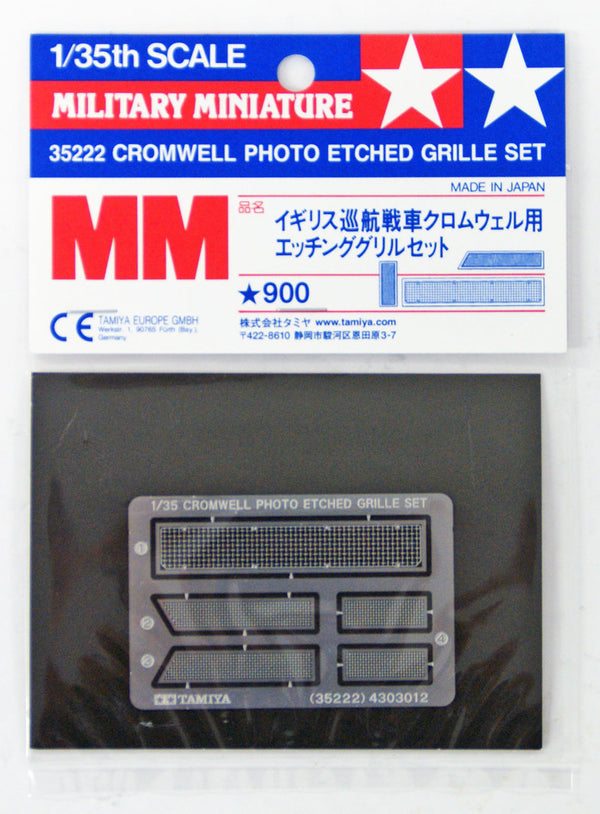 1/35th SCALE
MILITARY MINIATURE
35222 CROMWELL PHOTO ETCHED GRILLE SET
MADE IN JAPAN
MM
品名
イギリス巡航戦車クロムウェル用
エッチンググリルセット
★900
CE
TAMIYA EUROPE GMBH
Werkstr. 1, 90765 Fürth (Bay.),
Germany
株式会社タミヤ www.tamiya.com
〒422-8610 静岡市駿河区恩田原3-7
1/35 CROMWELL PHOTO ETCHED GRILLE SET
①
②
③
④
TAMIYA
(35222) 4303012